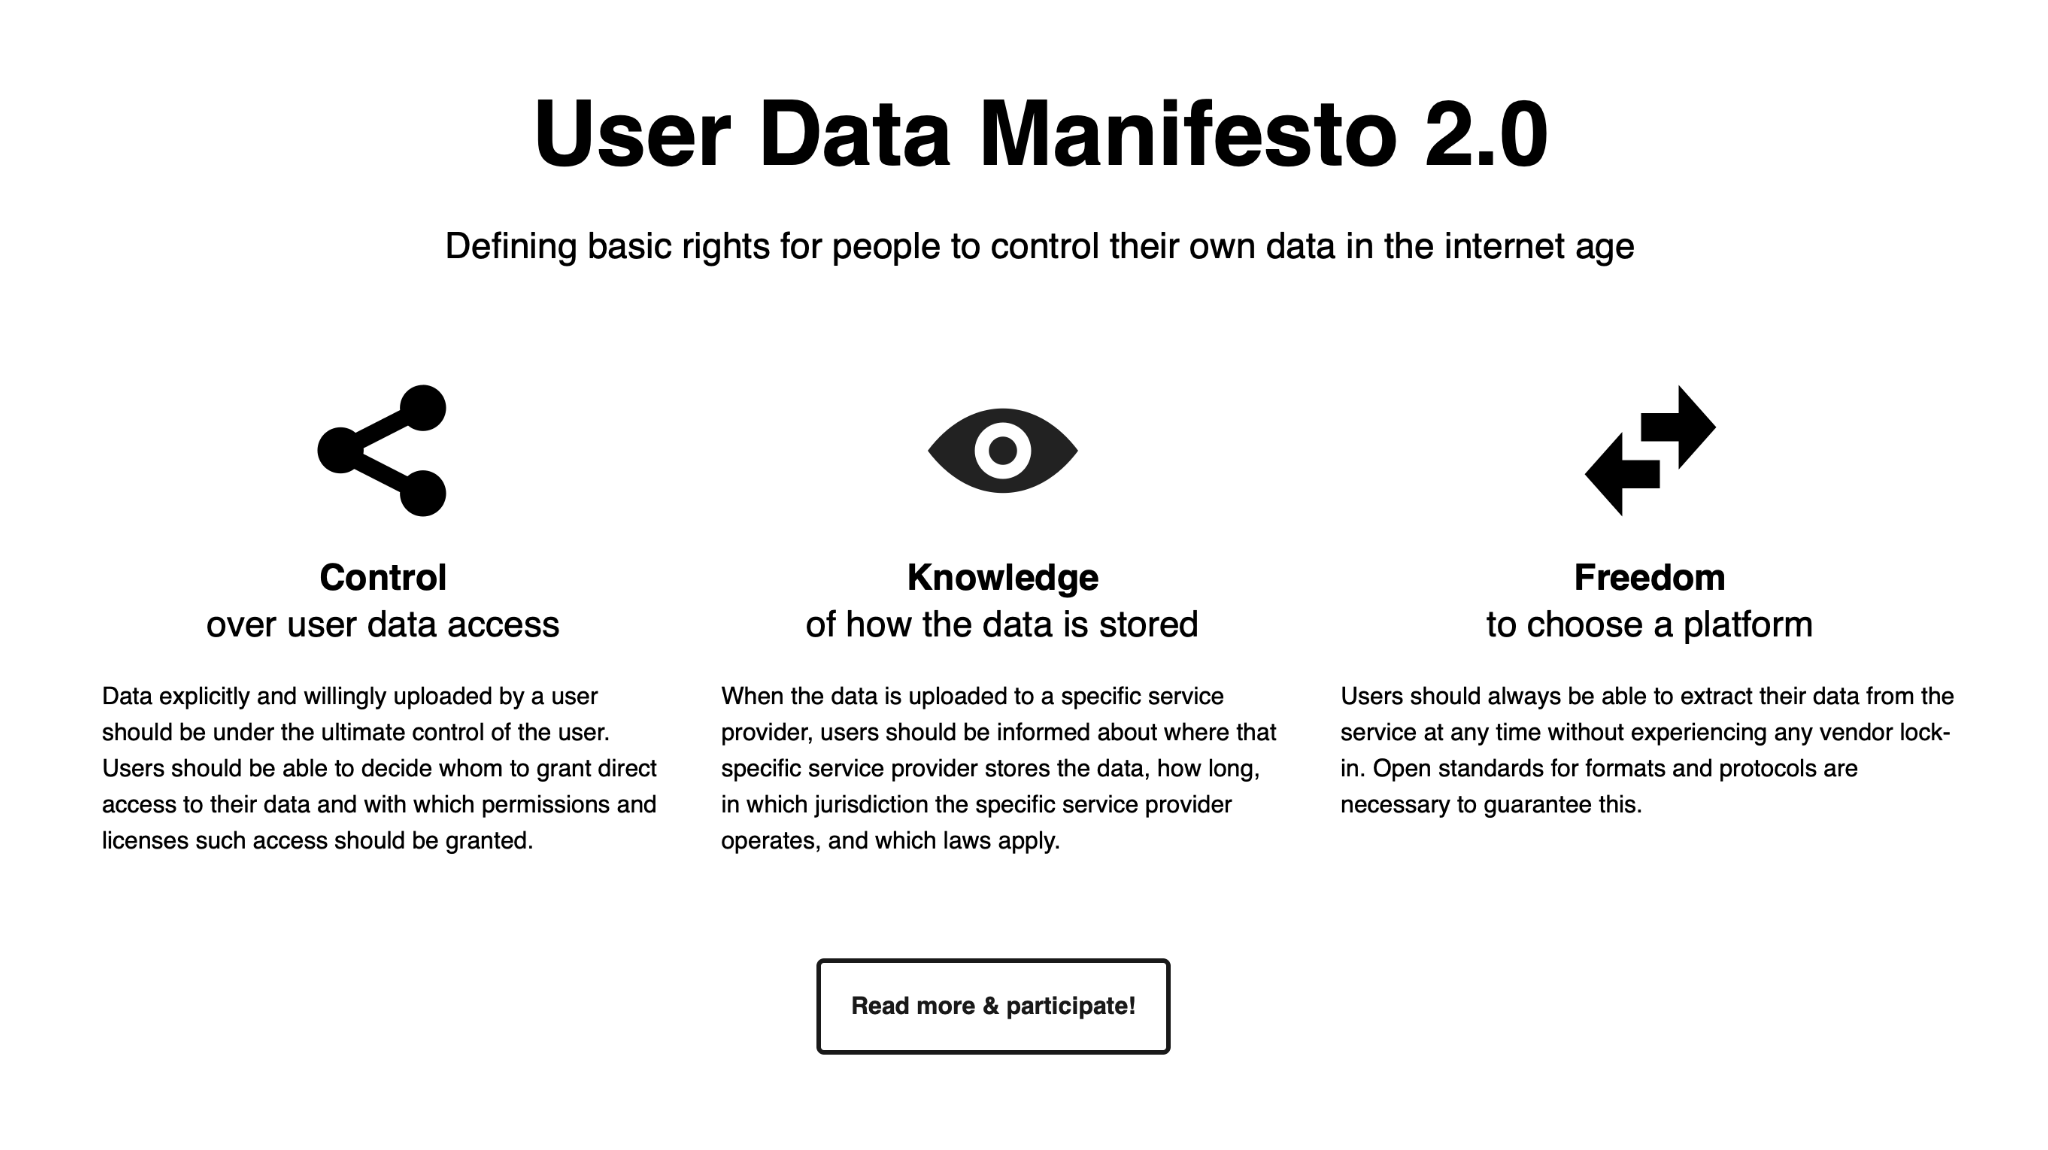 User Data Manifesto 2.0
Defining basic rights for people to control their own data in the internet age
Control
over user data access
Data explicitly and willingly uploaded by a user
should be under the ultimate control of the user.
Users should be able to decide whom to grant direct
access to their data and with which permissions and
licenses such access should be granted.
Knowledge
of how the data is stored
When the data is uploaded to a specific service
provider, users should be informed about where that
specific service provider stores the data, how long,
in which jurisdiction the specific service provider
operates, and which laws apply.
Freedom
to choose a platform
Users should always be able to extract their data from the
service at any time without experiencing any vendor lock-
in. Open standards for formats and protocols are
necessary to guarantee this.
Read more & participate!